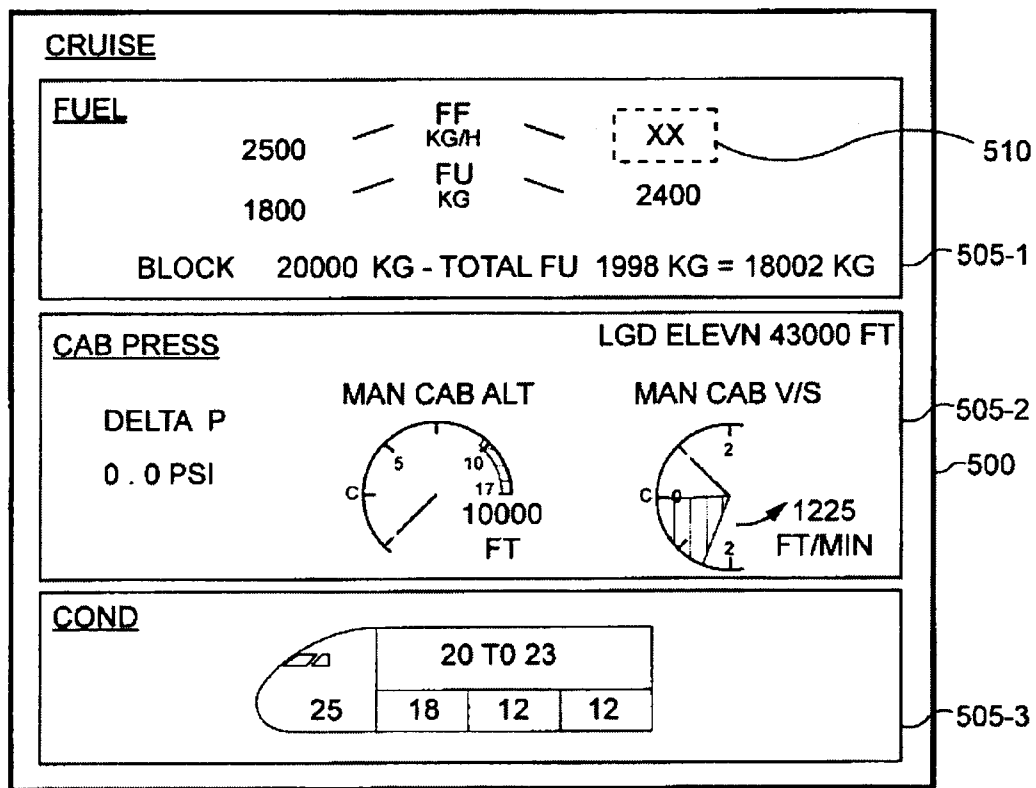 CRUISE
FUEL
FF
KG/H
2500
XX
510
FU
KG
1800
2400
BLOCK 20000 KG - TOTAL FU 1998 KG = 18002 KG
505-1
CAB PRESS
LGD ELEVN 43000 FT
MAN CAB ALT
MAN CAB V/S
505-2
DELTA P
0.0 PSI
5
10
C
17
10000
FT
2
C
0
2
1225
FT/MIN
500
COND
20 T0 23
25
18
12
12
505-3